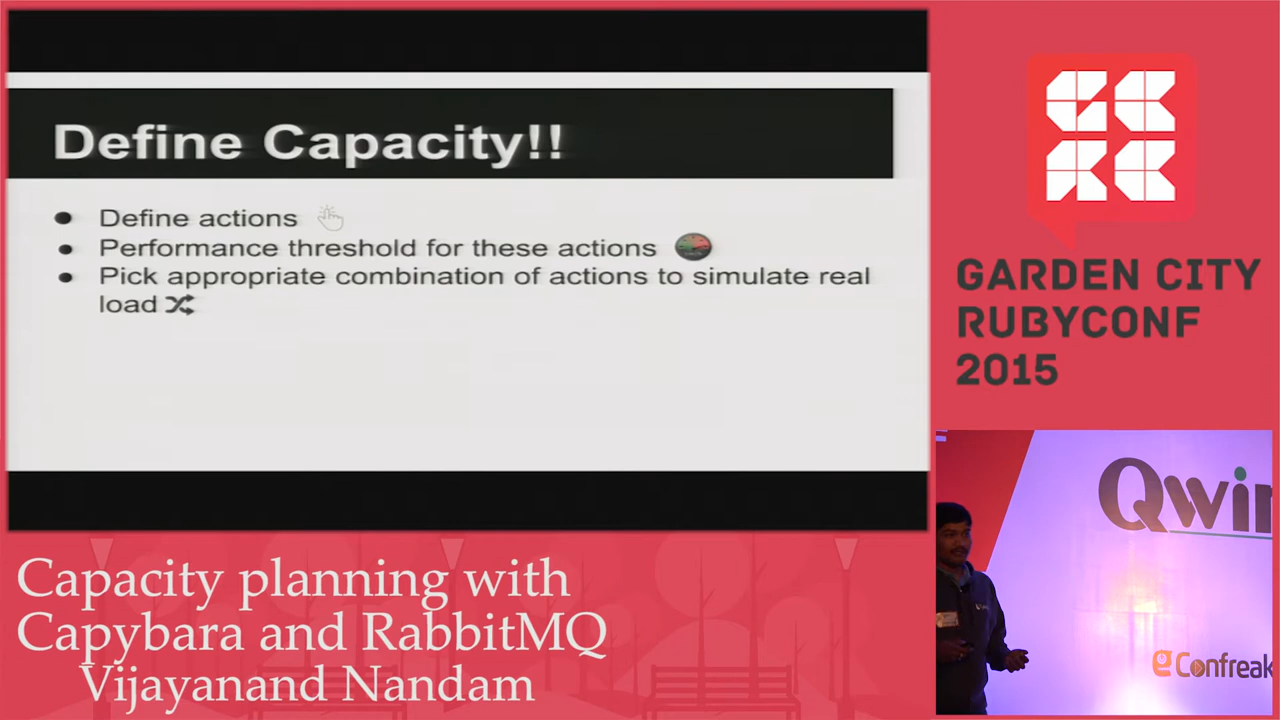 Define Capacity!!
● Define actions
● Performance threshold for these actions
● Pick appropriate combination of actions to simulate real
load
GARDEN CITY
RUBYCONF
2015
Qwin
Confreak
Capacity planning with
Capybara and RabbitMQ
Vijayanand Nandam